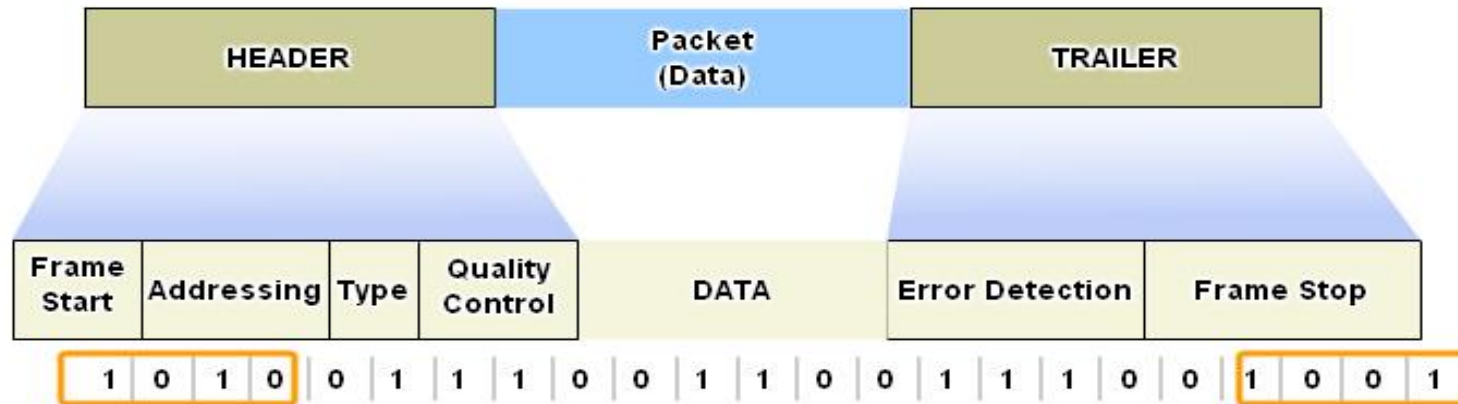 HEADER
Packet
(Data)
TRAILER
Frame
Start
Addressing
Type
Quality
Control
DATA
Error Detection
Frame Stop
1 0 1 0 0 1 1 1 0 0 1 1 0 0 1 1 1 0 0 1 0 0 1